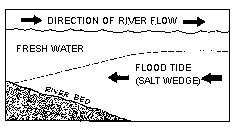 DIRECTION OF RIVER FLOW
FRESH WATER
FLOOD TIDE
(SALT WEDGE)
RIVER BED